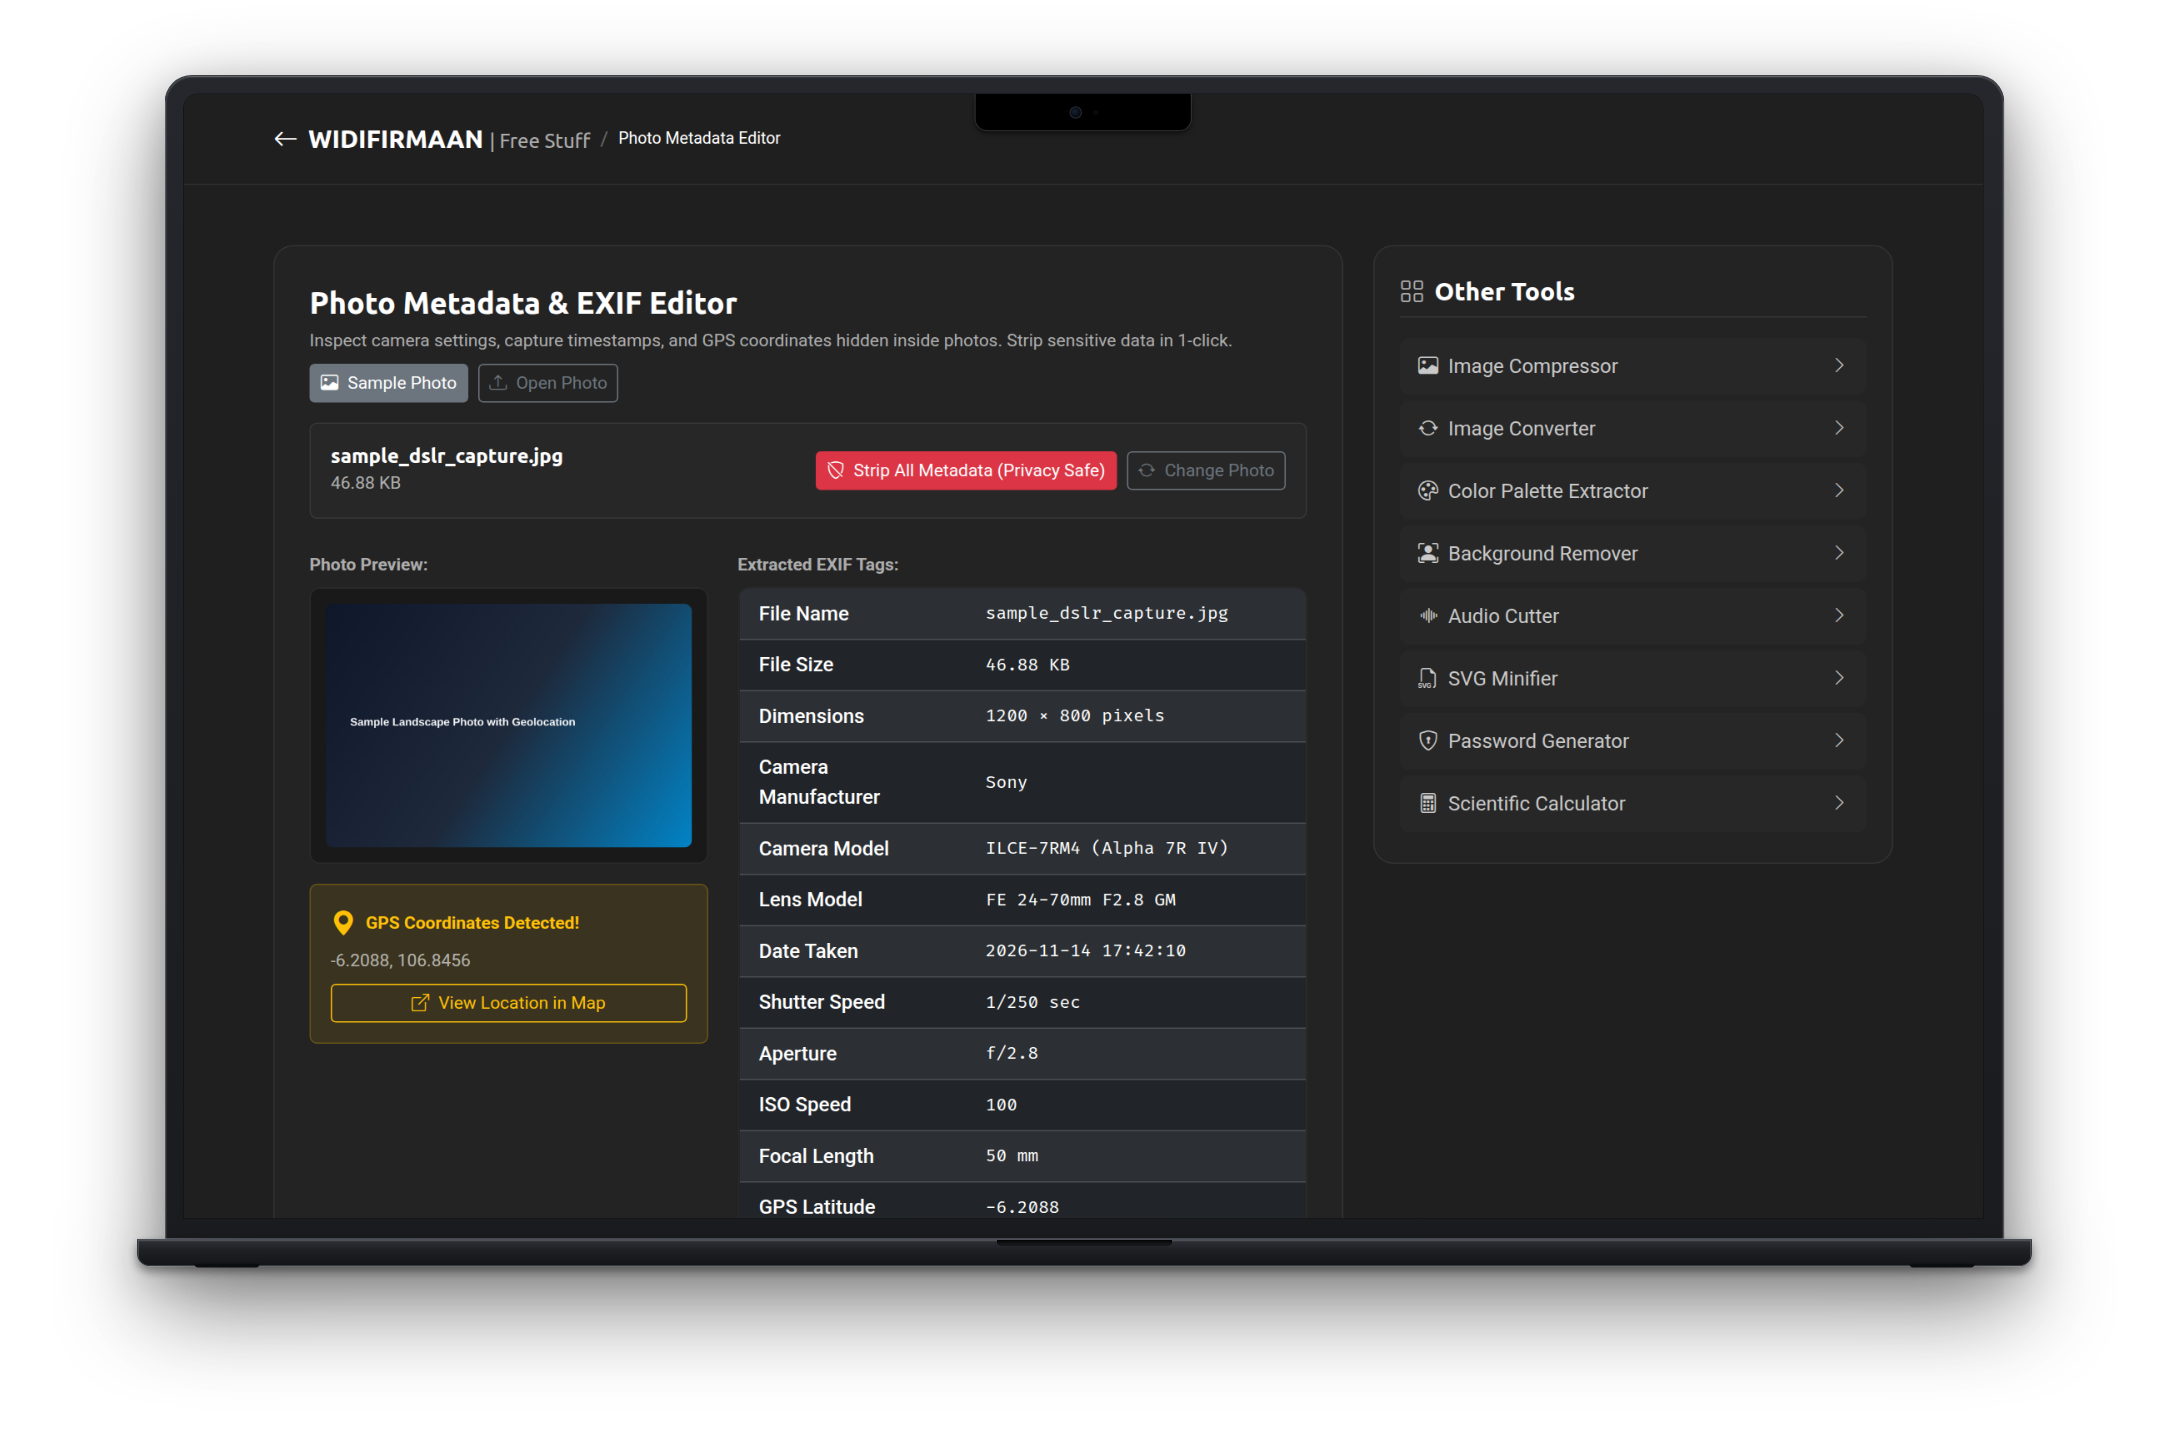 WIDIFIRMAAN | Free Stuff / Photo Metadata Editor
Photo Metadata & EXIF Editor
Inspect camera settings, capture timestamps, and GPS coordinates hidden inside photos. Strip sensitive data in 1-click.
Sample Photo
Open Photo
sample_dslr_capture.jpg
46.88 KB
Strip All Metadata (Privacy Safe)
Change Photo
Photo Preview:
Sample Landscape Photo with Geolocation
GPS Coordinates Detected!
-6.2088, 106.8456
View Location in Map
Extracted EXIF Tags:
File Name sample_dslr_capture.jpg
File Size 46.88 KB
Dimensions 1200 × 800 pixels
Camera
Manufacturer Sony
Camera Model ILCE-7RM4 (Alpha 7R IV)
Lens Model FE 24-70mm F2.8 GM
Date Taken 2026-11-14 17:42:10
Shutter Speed 1/250 sec
Aperture f/2.8
ISO Speed 100
Focal Length 50 mm
GPS Latitude -6.2088
Other Tools
Image Compressor
Image Converter
Color Palette Extractor
Background Remover
Audio Cutter
SVG SVG Minifier
Password Generator
Scientific Calculator